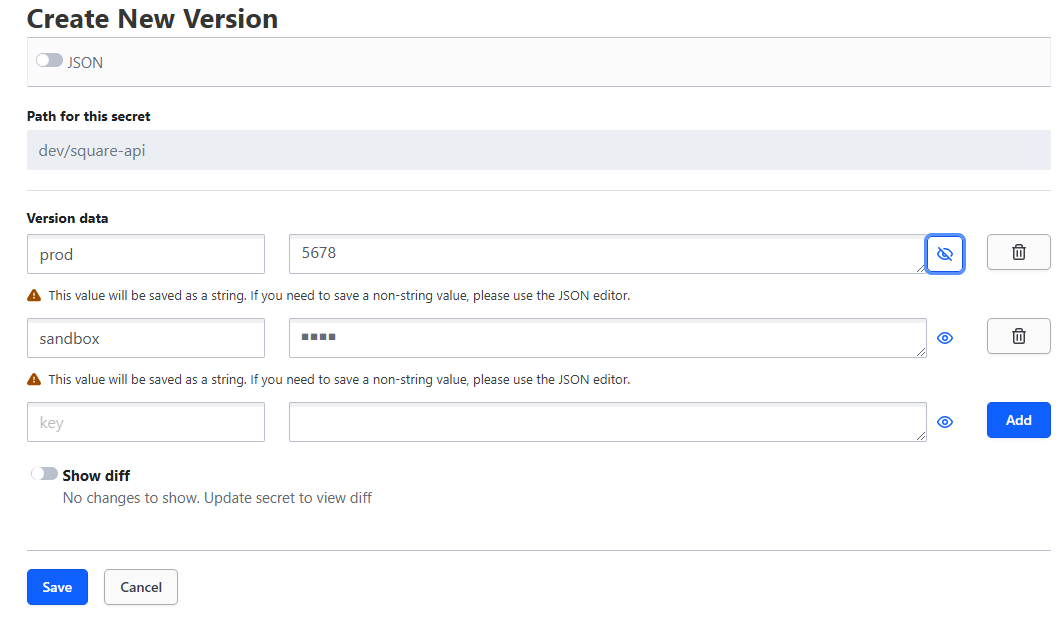 Create New Version
JSON
Path for this secret
dev/square-api
Version data
prod 5678
This value will be saved as a string. If you need to save a non-string value, please use the JSON editor.
sandbox ▪▪▪▪
This value will be saved as a string. If you need to save a non-string value, please use the JSON editor.
key Add
Show diff
No changes to show. Update secret to view diff
Save Cancel